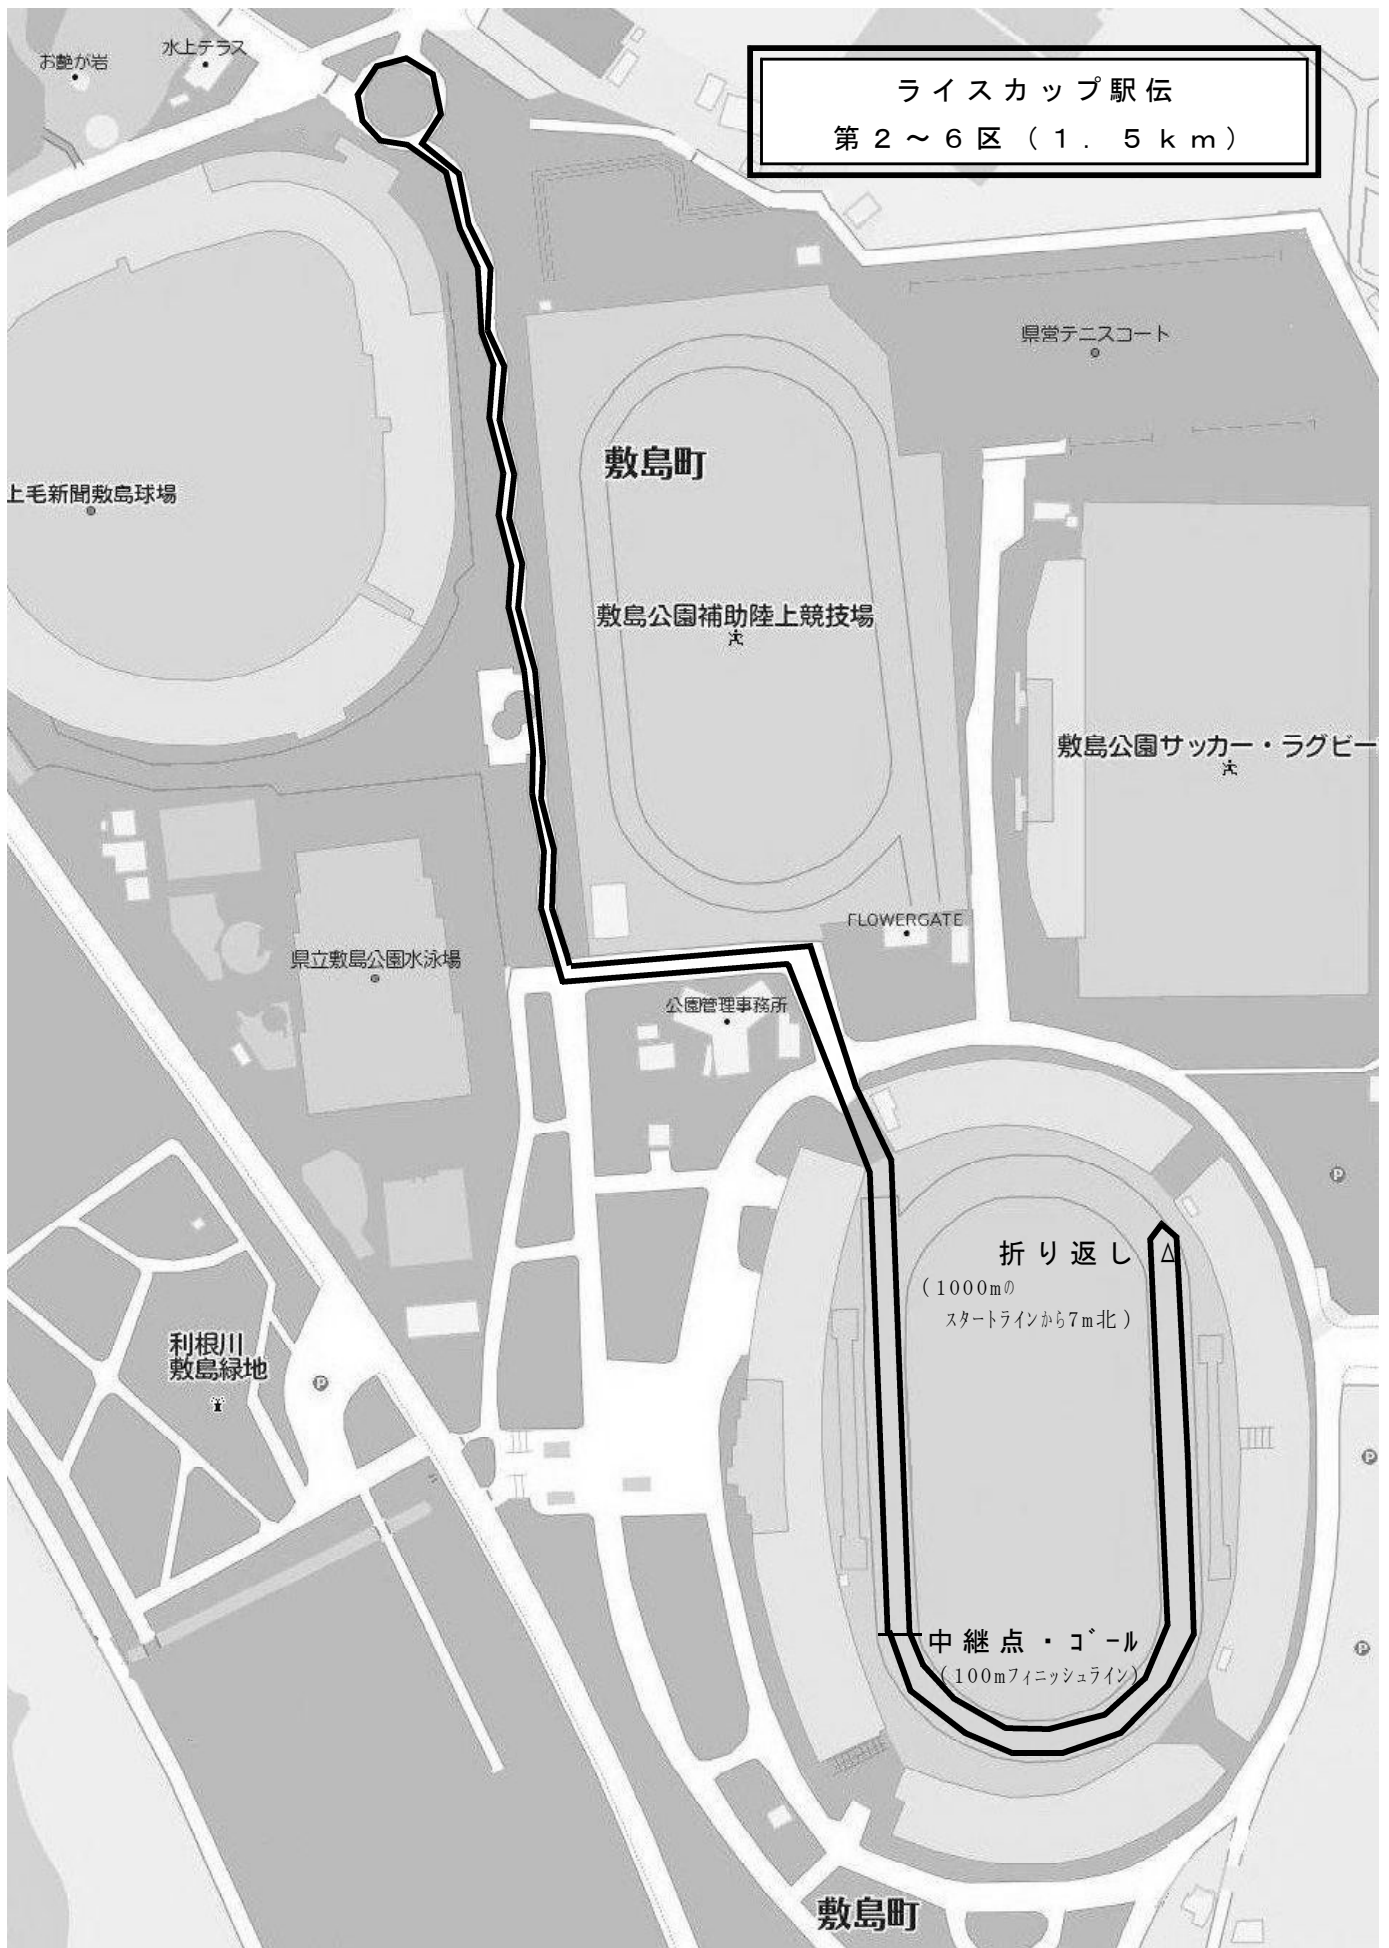 お艶が岩
水上テラス
ライスカップ駅伝
第2～6区（1．5km）
県営テニスコート
敷島町
上毛新聞敷島球場
敷島公園補助陸上競技場
敷島公園サッカー・ラグビー
FLOWERGATE
県立敷島公園水泳場
公園管理事務所
P
折り返し △
（1000mの
スタートラインから7m北）
利根川
敷島緑地
P
P
中継点・ゴール
（100mフィニッシュライン）
P
敷島町